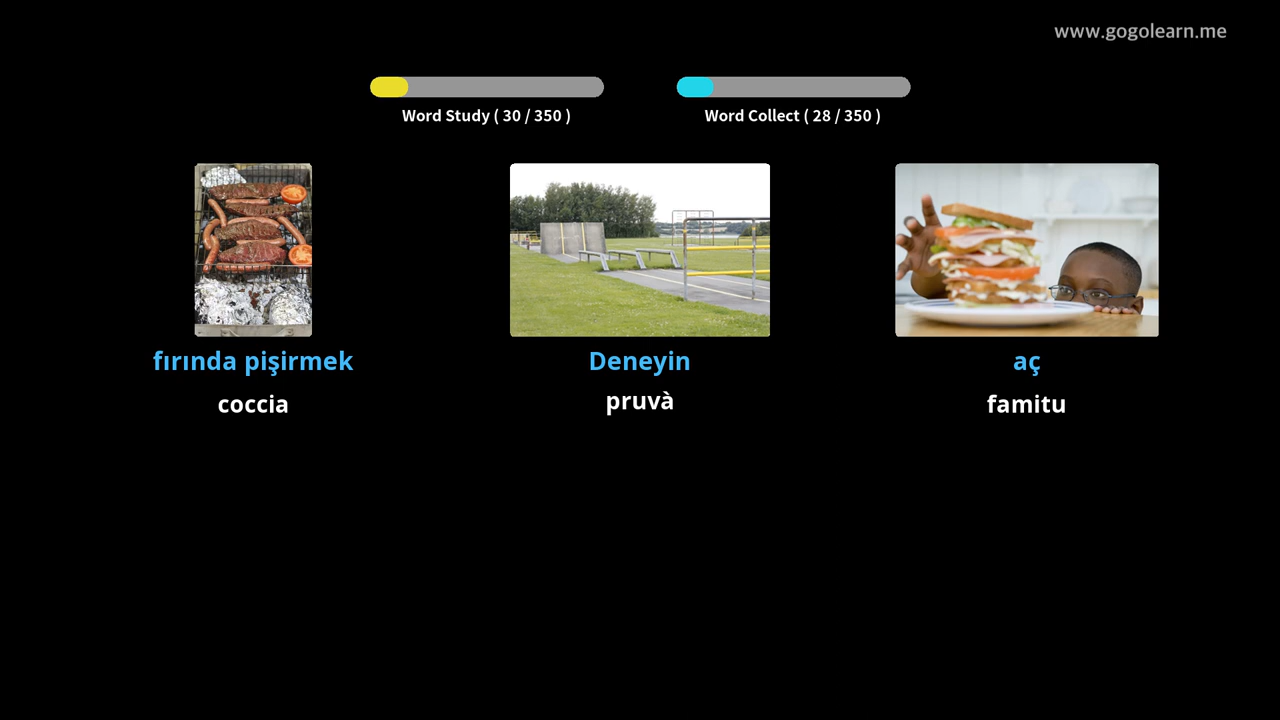 www.gogolearn.me
Word Study ( 30 / 350 )
Word Collect ( 28 / 350 )
fırında pişirmek
Deneyin
aç
coccia
pruvà
famitu